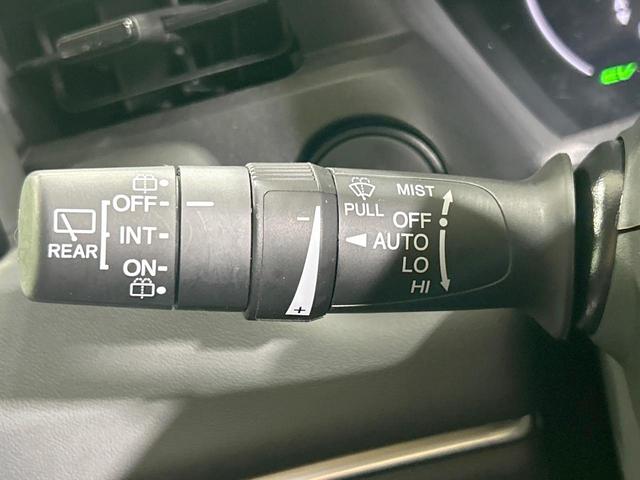 OFF
REAR
INT
ON
−
+
PULL
MIST
OFF
AUTO
LO
HI
EV